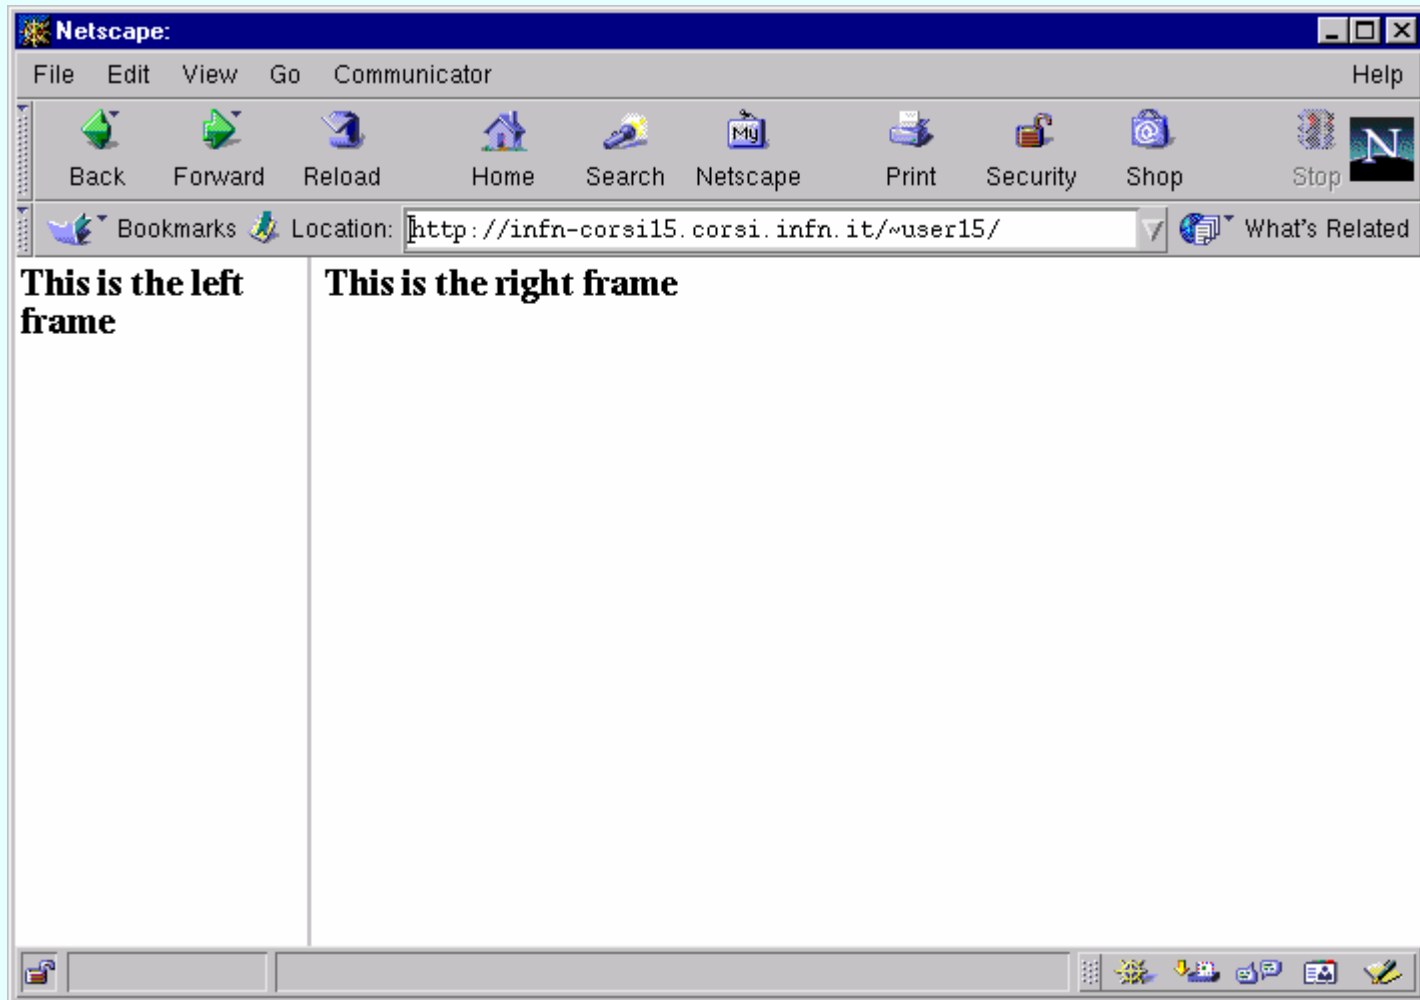 Netscape:
File Edit View Go Communicator Help
My N
Back Forward Reload Home Search Netscape Print Security Shop Stop
Bookmarks Location: http://infn-corsi15.corsi.infn.it/~user15/ What's Related
This is the left
frame
This is the right frame